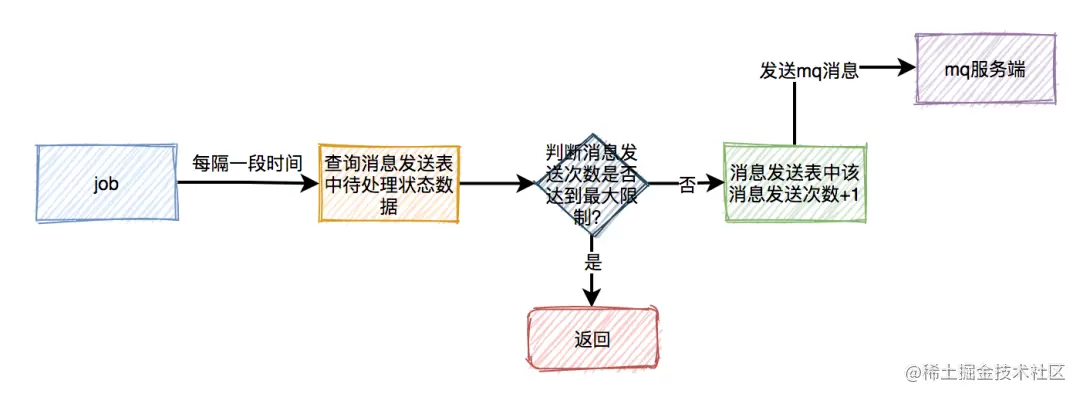 job
每隔一段时间
查询消息发送表
中待处理状态数
据
判断消息发
送次数是否
达到最大限
制?
是
返回
否
消息发送表中该
消息发送次数+1
发送mq消息
mq服务端
@稀土掘金技术社区